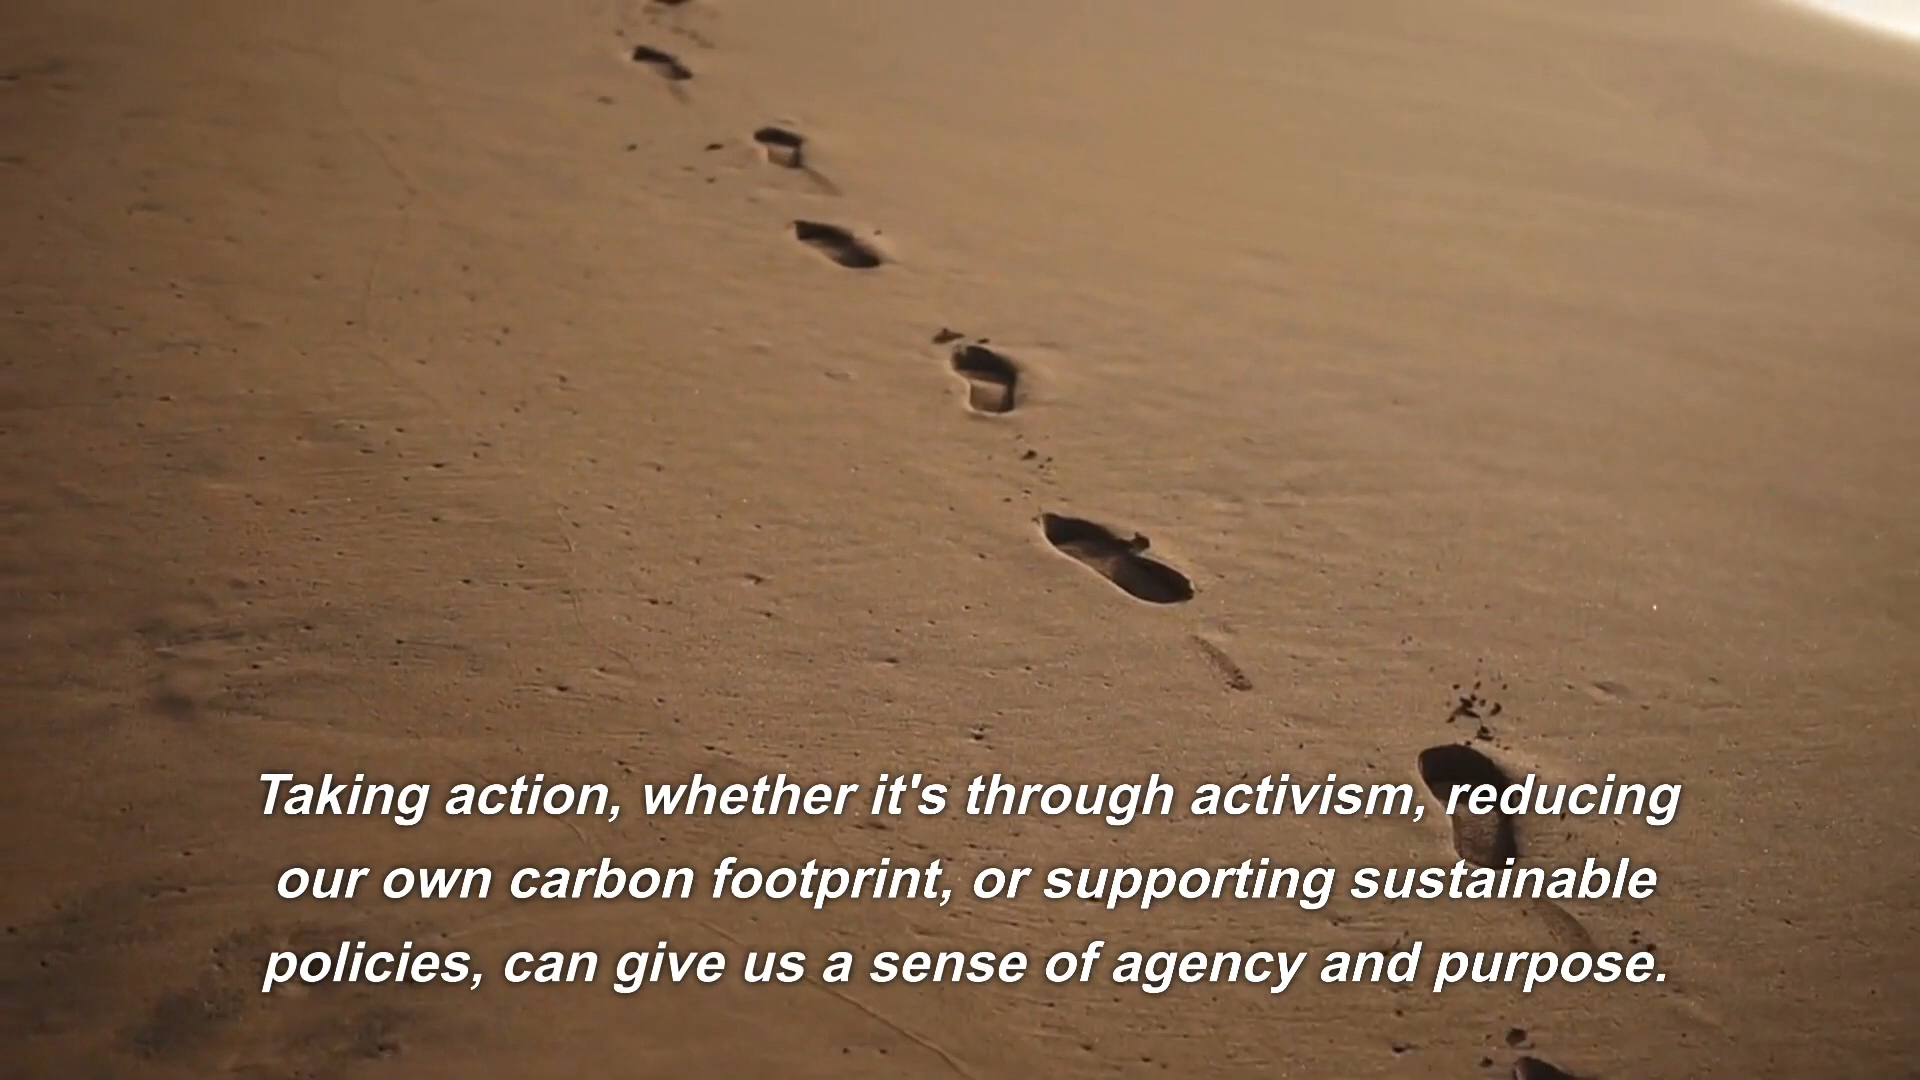 Taking action, whether it's through activism, reducing
our own carbon footprint, or supporting sustainable
policies, can give us a sense of agency and purpose.